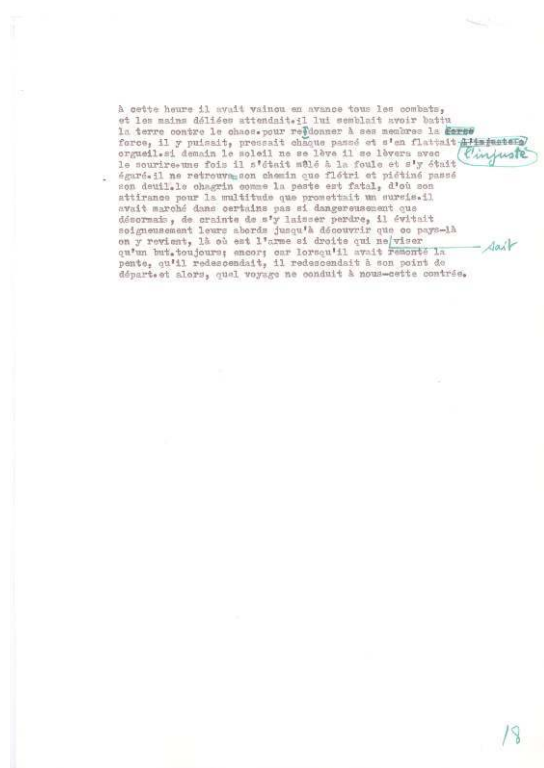 à cette heure il avait vaincu en avance tous les combats,
et les mains déliées attendait.il lui semblait avoir battu
la terre contre le chaos.pour redonner à ses membres la force
force, il y puisait, pressait chaque passé et s'en flattait l'injuste
l'injuste
orgueil.si demain le soleil ne se lève il se lèvera avec
le sourire.une fois il s'était mêlé à la foule et s'y était
égaré.il ne retrouva son chemin que flétri et piétiné passé
son deuil.le chagrin comme la peste est fatal, d'où son
attirance pour la multitude que promettait un sursis.il
avait marché dans certains pas si dangereusement que
désormais, de crainte de s'y laisser perdre, il évitait
soigneusement leurs abords jusqu'à découvrir que ce pays-là
on y revient, là où est l'arme si droite qui ne/viser
sait
qu'un but.toujours; encor; car lorsqu'il avait remonté la
pente, qu'il redescendait, il redescendait à son point de
départ.et alors, quel voyage ne conduit à nous-cette contrée.
18